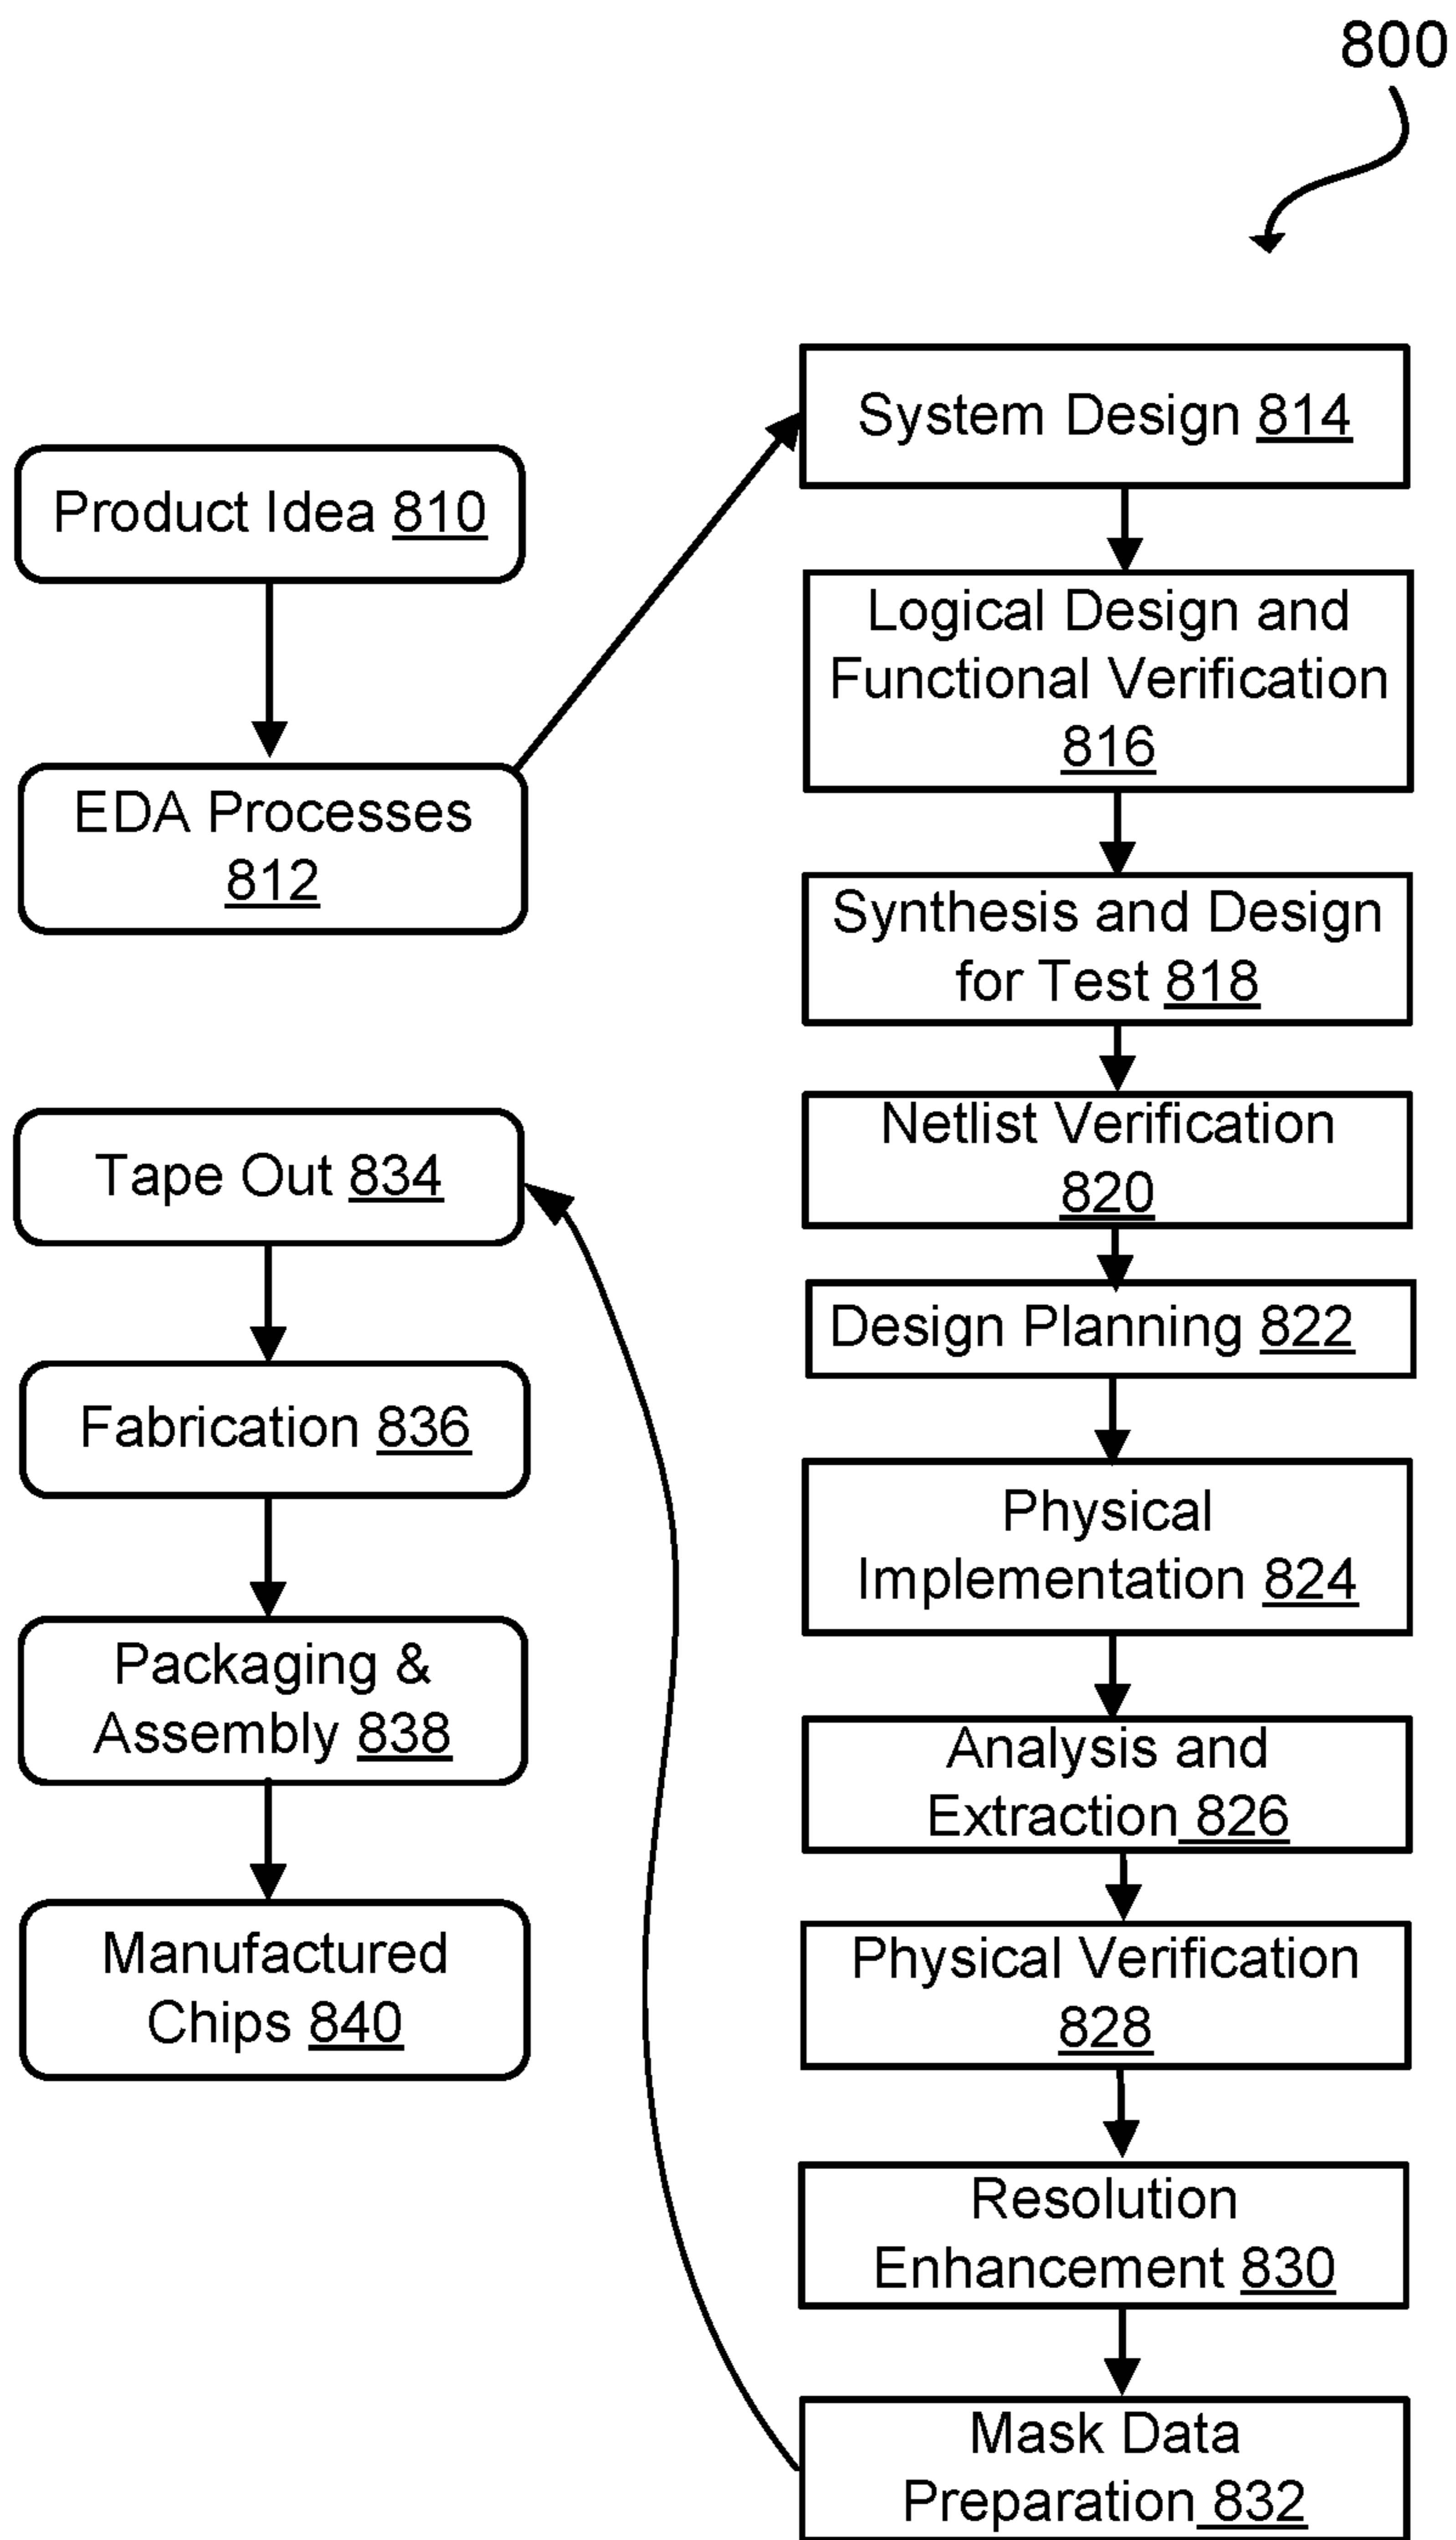 800
Product Idea 810
EDA Processes
812
System Design 814
Logical Design and
Functional Verification
816
Synthesis and Design
for Test 818
Netlist Verification
820
Design Planning 822
Physical
Implementation 824
Analysis and
Extraction 826
Physical Verification
828
Resolution
Enhancement 830
Mask Data
Preparation 832
Tape Out 834
Fabrication 836
Packaging &
Assembly 838
Manufactured
Chips 840